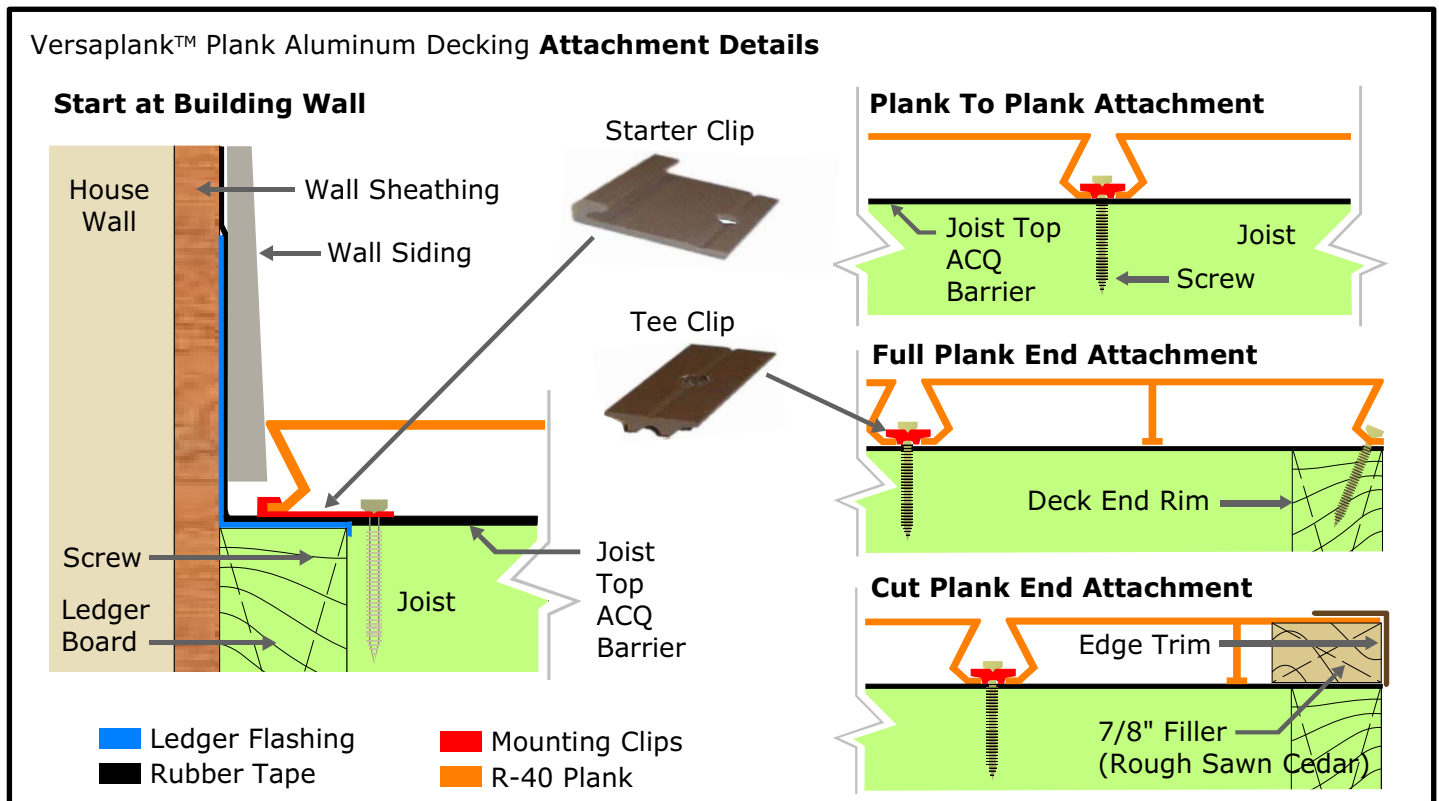 Versaplank™ Plank Aluminum Decking Attachment Details
Start at Building Wall
House
Wall
Wall Sheathing
Wall Siding
Screw
Ledger
Board
Joist
Joist
Top
ACQ
Barrier
Starter Clip
Tee Clip
Ledger Flashing
Rubber Tape
Mounting Clips
R-40 Plank
Plank To Plank Attachment
Joist Top
ACQ
Barrier
Joist
Screw
Full Plank End Attachment
Deck End Rim
Cut Plank End Attachment
Edge Trim
7/8" Filler
(Rough Sawn Cedar)